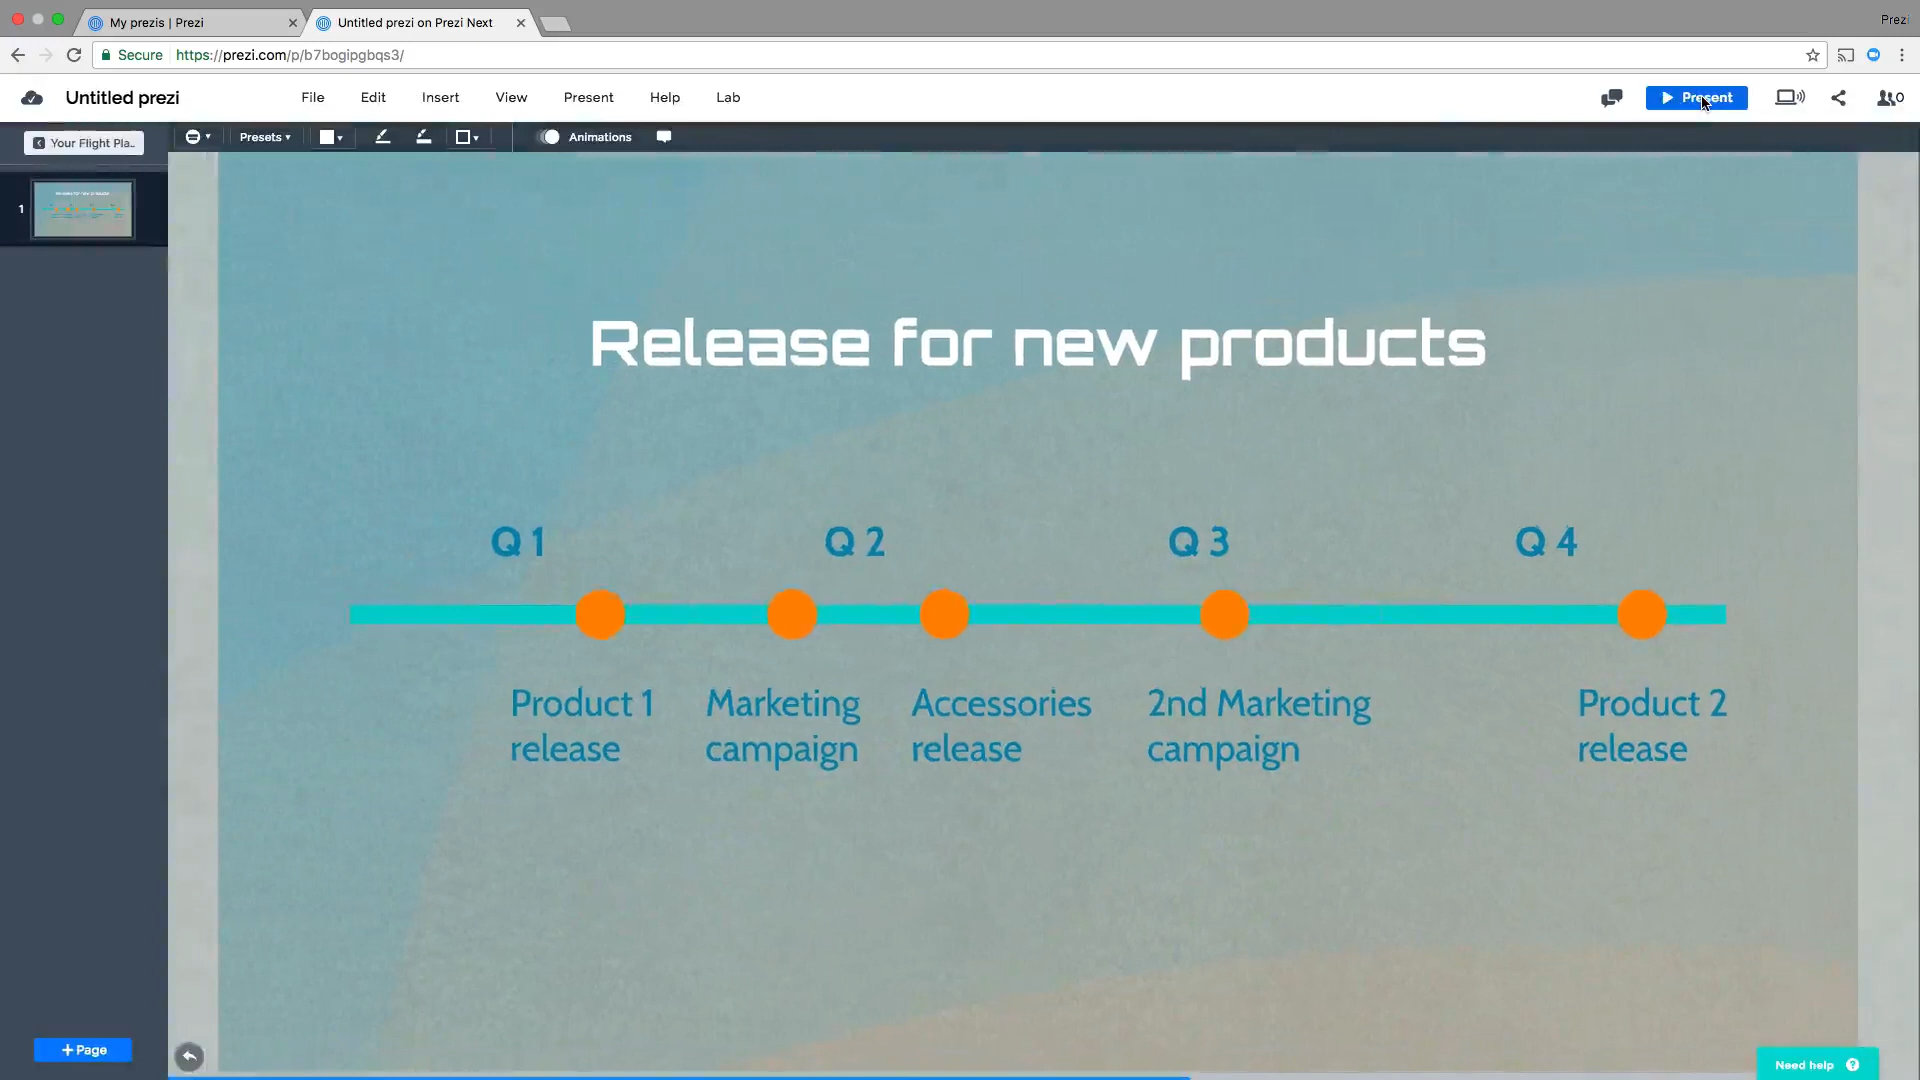 My prezis | Prezi
Untitled prezi on Prezi Next
Prezi
Secure https://prezi.com/p/b7bogipgbqs3/
Untitled prezi
File Edit Insert View Present Help Lab
Present
0
Your Flight Pla..
Presets
Animations
1
Release for new products
Q 1
Q 2
Q 3
Q 4
Product 1
release
Marketing
campaign
Accessories
release
2nd Marketing
campaign
Product 2
release
+ Page
Need help ?